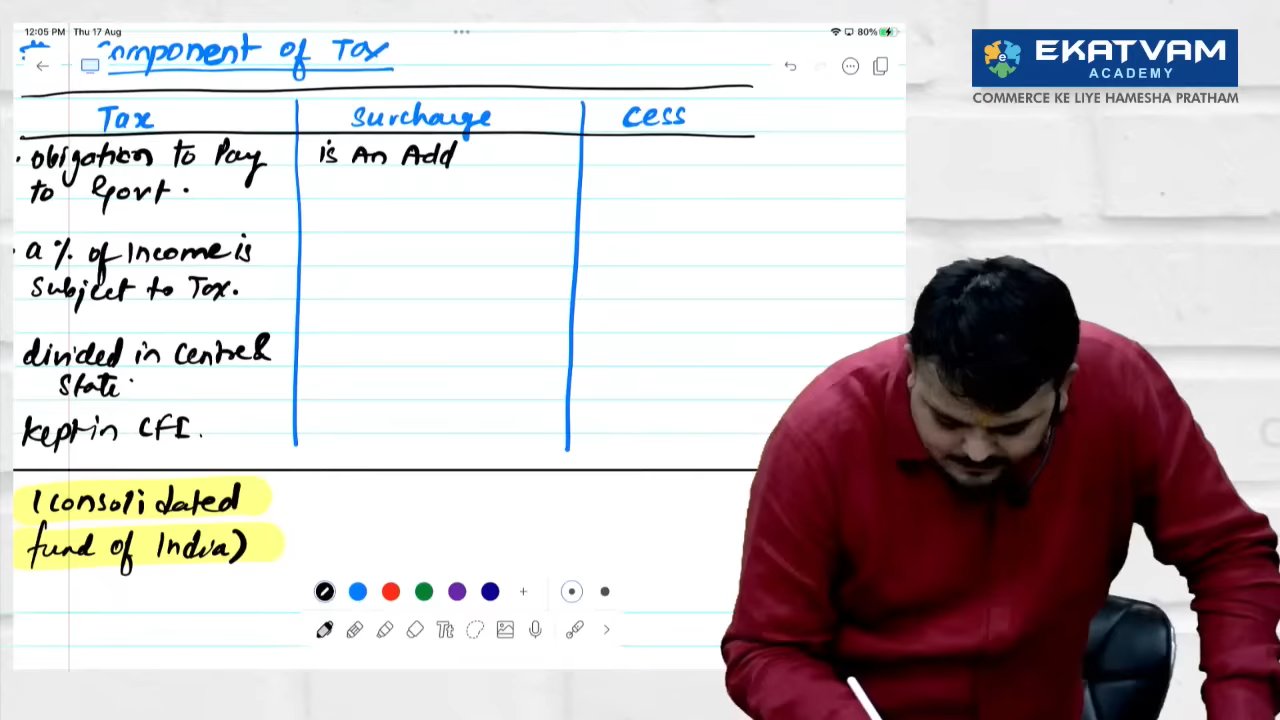 12:05 PM Thu 17 Aug
80%
Component of Tax
Tax
Surcharge
Cess
. obigation to Pay
to Govt.
. a % of Income is
Subject to Tax.
divided in Centre &
State.
kept in CFI.
(Consolidated
fund of India)
is An Add
Tt
EKATVAM
ACADEMY
COMMERCE KE LIYE HAMESHA PRATHAM